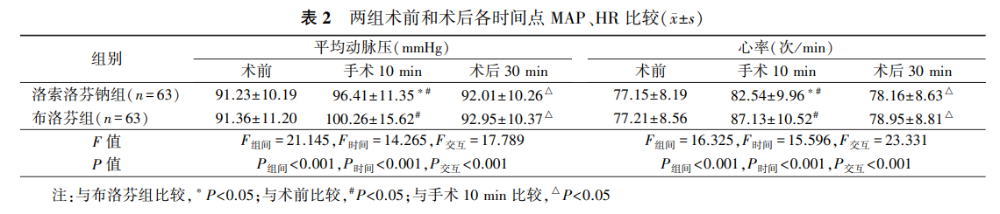 表 2 两组术前和术后各时间点 MAP、HR 比较(x̄±s)
组别 平均动脉压(mmHg) 心率(次/min)
术前 手术 10 min 术后 30 min 术前 手术 10 min 术后 30 min
洛索洛芬钠组(n=63) 91.23±10.19 96.41±11.35*# 92.01±10.26△ 77.15±8.19 82.54±9.96*# 78.16±8.63△
布洛芬组(n=63) 91.36±11.20 100.26±15.62# 92.95±10.37△ 77.21±8.56 87.13±10.52# 78.95±8.81△
F 值 F组间=21.145,F时间=14.265,F交互=17.789 F组间=16.325,F时间=15.596,F交互=23.331
P 值 P组间<0.001,P时间<0.001,P交互<0.001 P组间<0.001,P时间<0.001,P交互<0.001
注:与布洛芬组比较,*P<0.05;与术前比较,#P<0.05;与手术 10 min 比较,△P<0.05